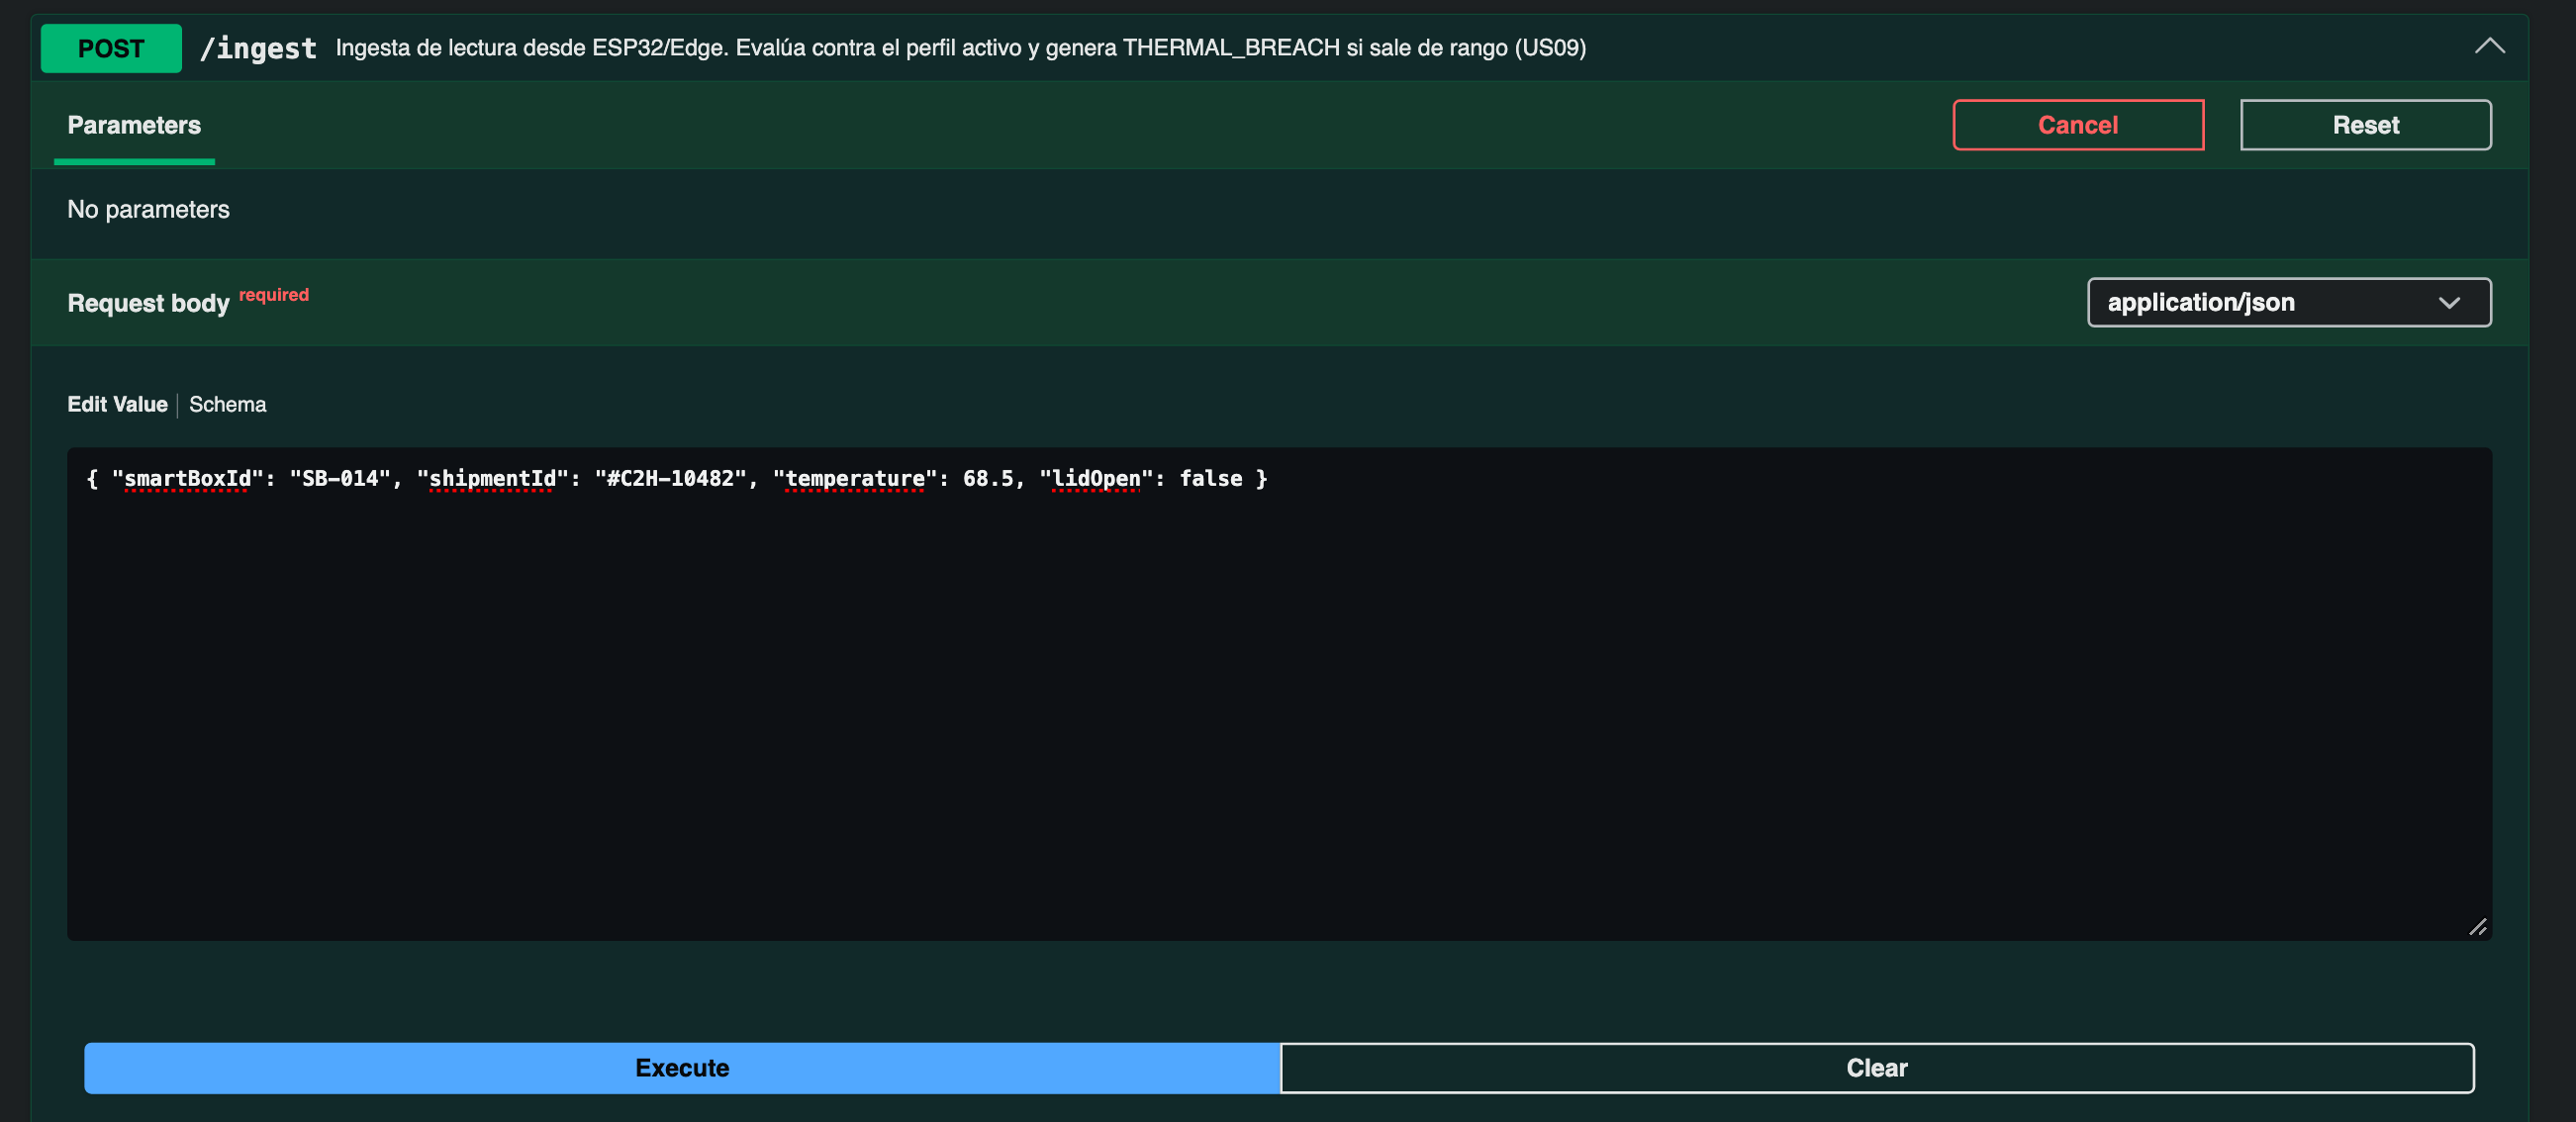 POST /ingest Ingesta de lectura desde ESP32/Edge. Evalúa contra el perfil activo y genera THERMAL_BREACH si sale de rango (US09)
Parameters
Cancel
Reset
No parameters
Request body required
application/json
Edit Value | Schema
{ "smartBoxId": "SB-014", "shipmentId": "#C2H-10482", "temperature": 68.5, "lidOpen": false }
Execute
Clear